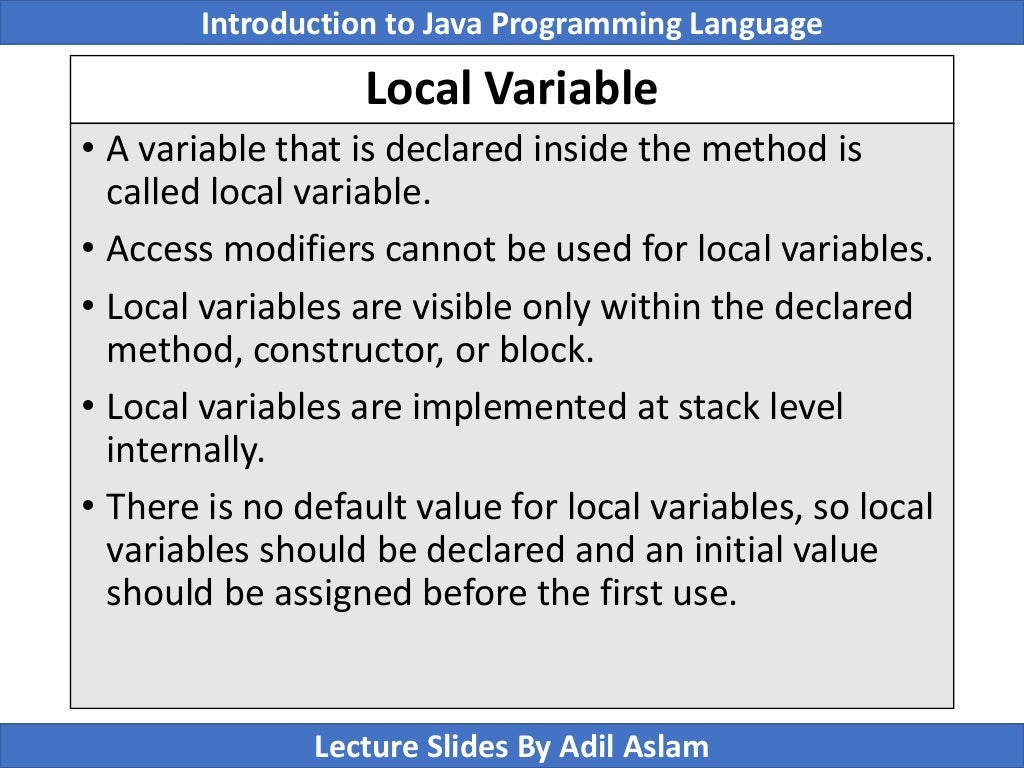 Introduction to Java Programming Language
Local Variable
• A variable that is declared inside the method is
called local variable.
• Access modifiers cannot be used for local variables.
• Local variables are visible only within the declared
method, constructor, or block.
• Local variables are implemented at stack level
internally.
• There is no default value for local variables, so local
variables should be declared and an initial value
should be assigned before the first use.
Lecture Slides By Adil Aslam